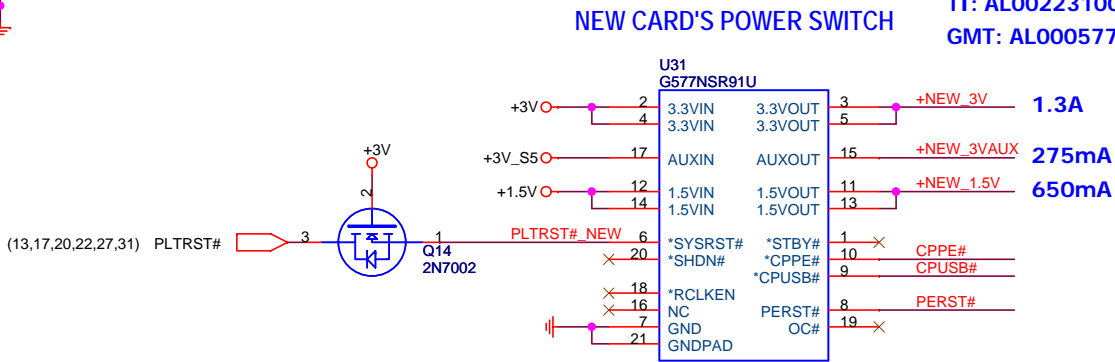 NEW CARD'S POWER SWITCH
GMT: AL000577
U31
G577NSR91U
+3V 2 3.3VIN 3.3VOUT 3 +NEW_3V 1.3A
4 3.3VIN 3.3VOUT 5
+3V_S5 17 AUXIN AUXOUT 15 +NEW_3VAUX 275mA
+1.5V 12 1.5VIN 1.5VOUT 11 +NEW_1.5V 650mA
14 1.5VIN 1.5VOUT 13
+3V
2
(13,17,20,22,27,31) PLTRST# 3 1 PLTRST#_NEW 6 *SYSRST# *STBY# 1
Q14
2N7002
20 *SHDN# *CPPE# 10 CPPE#
*CPUSB# 9 CPUSB#
18 *RCLKEN
16 NC PERST# 8 PERST#
7 GND OC# 19
21 GNDPAD